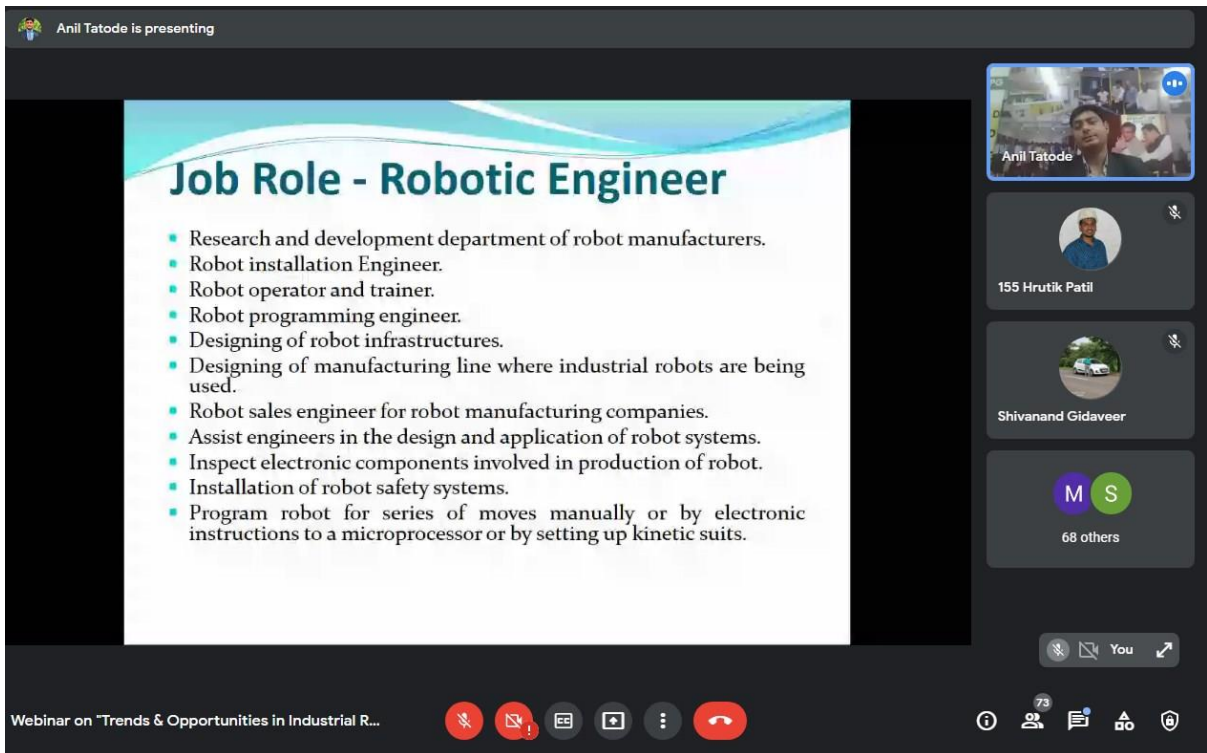 Anil Tatode is presenting
Job Role - Robotic Engineer
Research and development department of robot manufacturers.
Robot installation Engineer.
Robot operator and trainer.
Robot programming engineer.
Designing of robot infrastructures.
Designing of manufacturing line where industrial robots are being
used.
Robot sales engineer for robot manufacturing companies.
Assist engineers in the design and application of robot systems.
Inspect electronic components involved in production of robot.
Installation of robot safety systems.
Program robot for series of moves manually or by electronic
instructions to a microprocessor or by setting up kinetic suits.
Anil Tatode
155 Hrutik Patil
Shivanand Gidaveer
M S
68 others
You
Webinar on "Trends & Opportunities in Industrial R...
CC
73